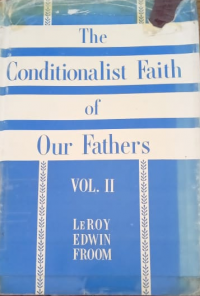 The
Conditionalist Faith
of
Our Fathers
VOL. II
LEROY
EDWIN
FROOM